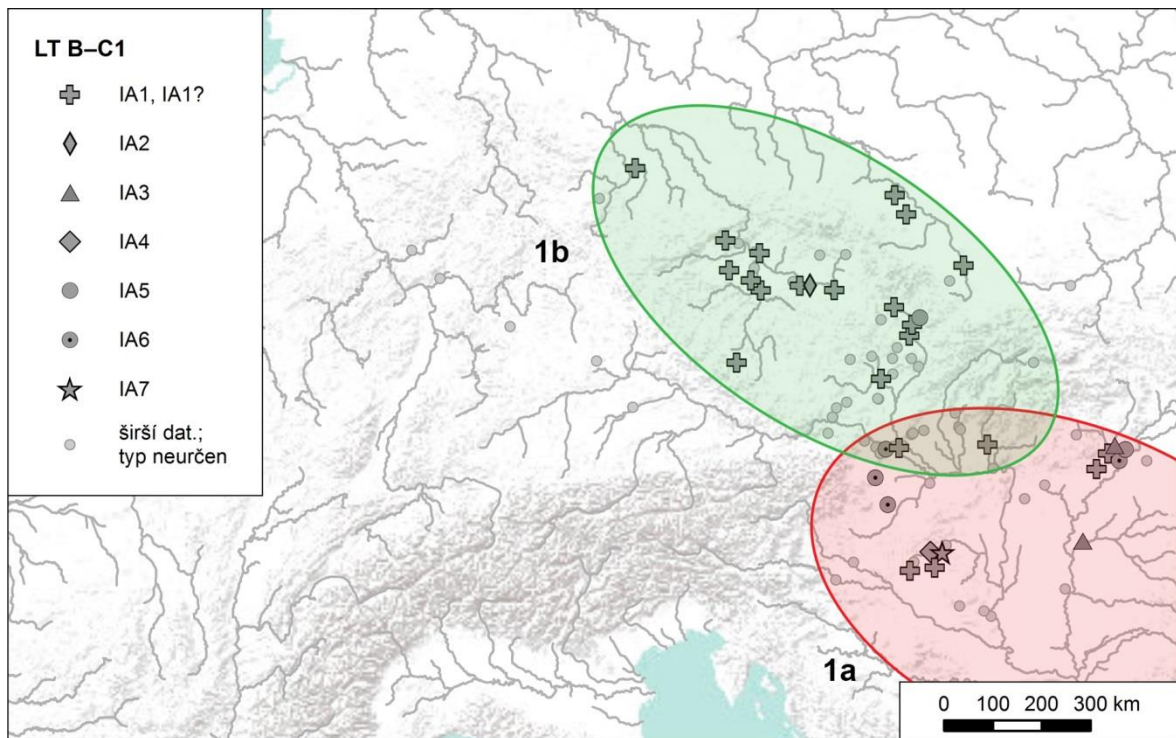 LT B–C1
IA1, IA1?
IA2
IA3
IA4
IA5
IA6
IA7
širší dat.;
typ neurčen
1b
1a
0 100 200 300 km